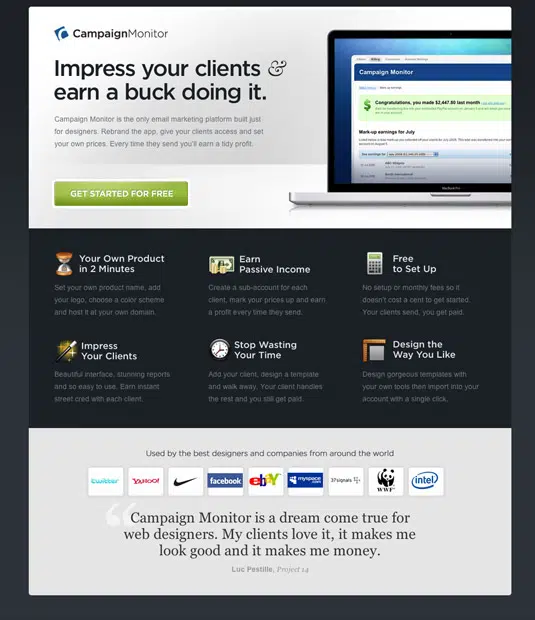 CampaignMonitor
Impress your clients &
earn a buck doing it.
Campaign Monitor is the only email marketing platform built just
for designers. Rebrand the app, give your clients access and set
your own prices. Every time they send you'll earn a tidy profit.
GET STARTED FOR FREE
Campaign Monitor
Congratulations, you made $2,447.80 last month
Mark-up earnings for July
MacBook Pro
Your Own Product
in 2 Minutes
Set your own product name, add
your logo, choose a color scheme
and host it at your own domain.
Earn
Passive Income
Create a sub-account for each
client, mark your prices up and earn
a profit every time they send.
Free
to Set Up
No setup or monthly fees so it
doesn't cost a cent to get started.
Your clients send, you get paid.
Impress
Your Clients
Beautiful interface, stunning reports
and so easy to use. Earn instant
street cred with each client.
Stop Wasting
Your Time
Add your client, design a template
and walk away. Your client handles
the rest and you still get paid.
Design the
Way You Like
Design gorgeous templates with
your own tools then import into your
account with a single click.
Used by the best designers and companies from around the world
twitter
YAHOO!
facebook
ebY
myspace.com
37signals
WWF
intel
Campaign Monitor is a dream come true for
web designers. My clients love it, it makes me
look good and it makes me money.
Luc Pestille, Project 14